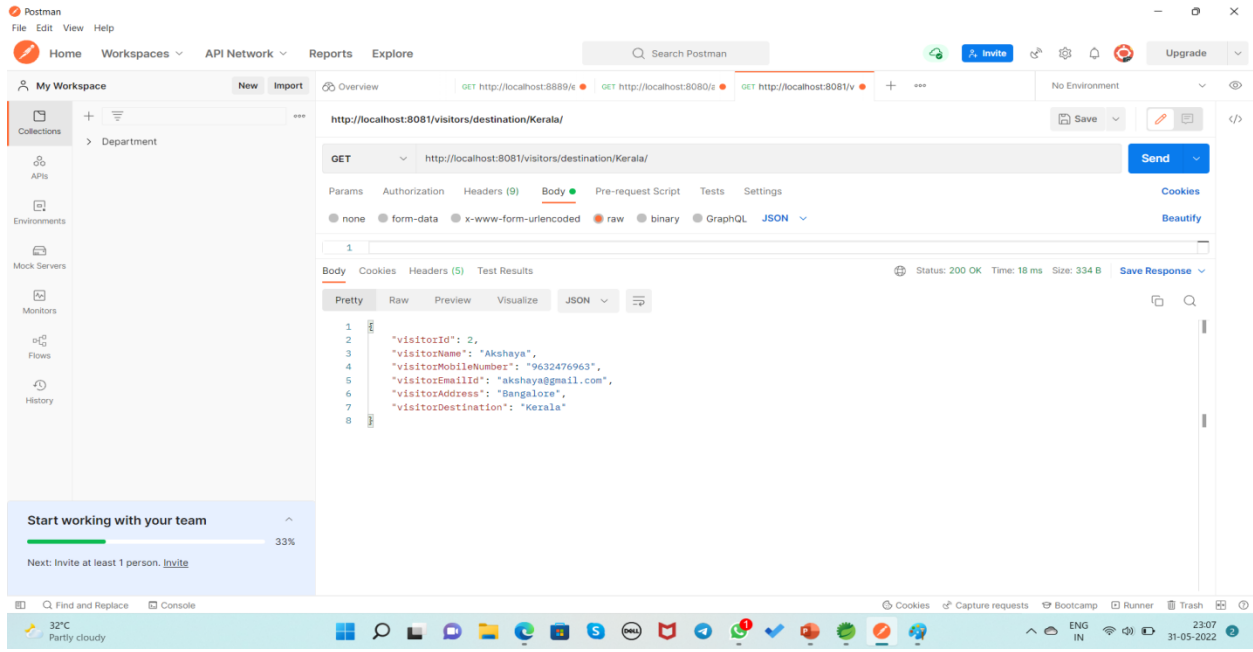 Postman
File Edit View Help
Home Workspaces API Network Reports Explore Search Postman Invite Upgrade
My Workspace New Import Overview GET http://localhost:8889/e GET http://localhost:8080/a GET http://localhost:8081/v No Environment
Collections
Department
APIs
Environments
Mock Servers
Monitors
Flows
History
http://localhost:8081/visitors/destination/Kerala/ Save
GET http://localhost:8081/visitors/destination/Kerala/ Send
Params Authorization Headers (9) Body Pre-request Script Tests Settings Cookies
none form-data x-www-form-urlencoded raw binary GraphQL JSON Beautify
1
Body Cookies Headers (5) Test Results Status: 200 OK Time: 18 ms Size: 334 B Save Response
Pretty Raw Preview Visualize JSON
1 {
2 "visitorId": 2,
3 "visitorName": "Akshaya",
4 "visitorMobileNumber": "9632476963",
5 "visitorEmailId": "akshaya@gmail.com",
6 "visitorAddress": "Bangalore",
7 "visitorDestination": "Kerala"
8 }
Start working with your team
33%
Next: Invite at least 1 person. Invite
Find and Replace Console Cookies Capture requests Bootcamp Runner Trash
32°C
Partly cloudy
DELL
1
ENG
IN
23:07
31-05-2022
2